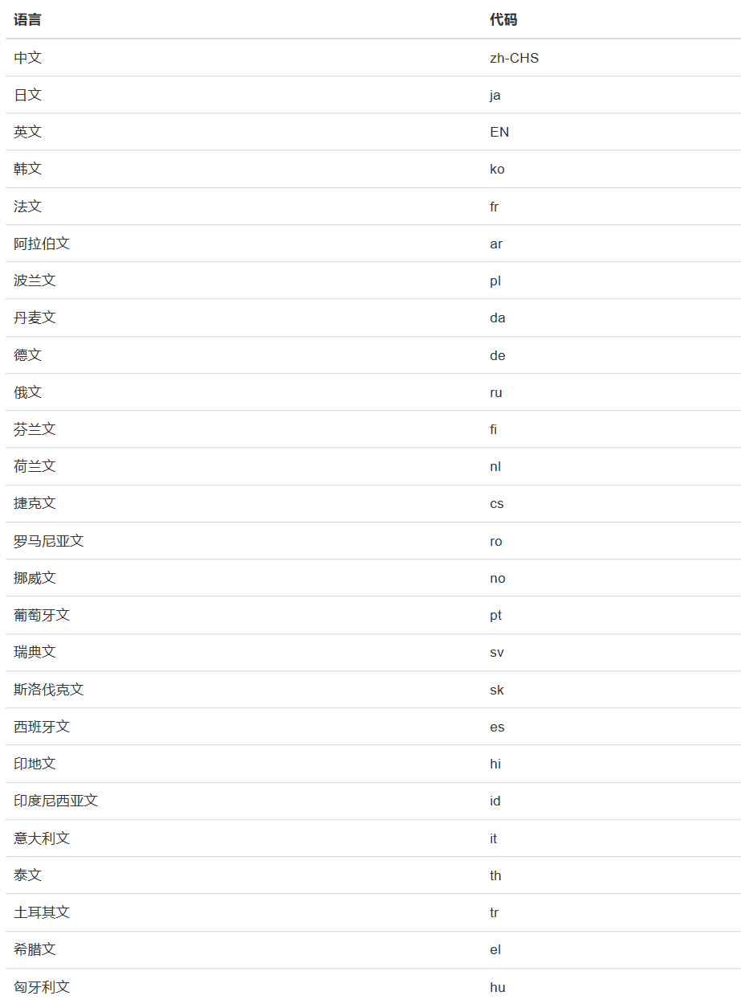 语言 代码
中文 zh-CHS
日文 ja
英文 EN
韩文 ko
法文 fr
阿拉伯文 ar
波兰文 pl
丹麦文 da
德文 de
俄文 ru
芬兰文 fi
荷兰文 nl
捷克文 cs
罗马尼亚文 ro
挪威文 no
葡萄牙文 pt
瑞典文 sv
斯洛伐克文 sk
西班牙文 es
印地文 hi
印度尼西亚文 id
意大利文 it
泰文 th
土耳其文 tr
希腊文 el
匈牙利文 hu